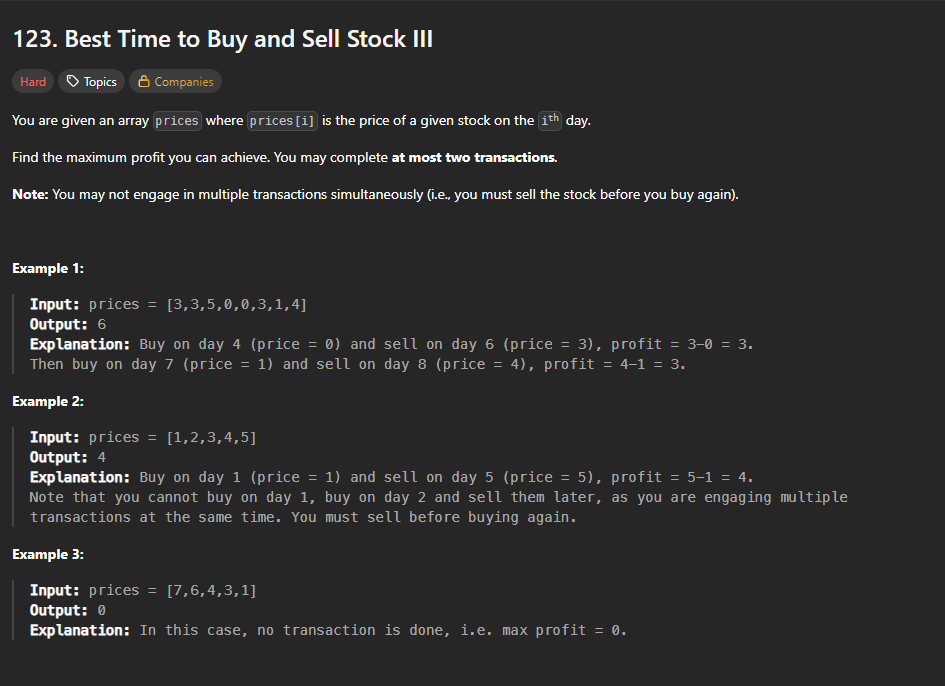 123. Best Time to Buy and Sell Stock III
Hard Topics Companies
You are given an array prices where prices[i] is the price of a given stock on the ith day.
Find the maximum profit you can achieve. You may complete at most two transactions.
Note: You may not engage in multiple transactions simultaneously (i.e., you must sell the stock before you buy again).
Example 1:
Input: prices = [3,3,5,0,0,3,1,4]
Output: 6
Explanation: Buy on day 4 (price = 0) and sell on day 6 (price = 3), profit = 3-0 = 3.
Then buy on day 7 (price = 1) and sell on day 8 (price = 4), profit = 4-1 = 3.
Example 2:
Input: prices = [1,2,3,4,5]
Output: 4
Explanation: Buy on day 1 (price = 1) and sell on day 5 (price = 5), profit = 5-1 = 4.
Note that you cannot buy on day 1, buy on day 2 and sell them later, as you are engaging multiple
transactions at the same time. You must sell before buying again.
Example 3:
Input: prices = [7,6,4,3,1]
Output: 0
Explanation: In this case, no transaction is done, i.e. max profit = 0.